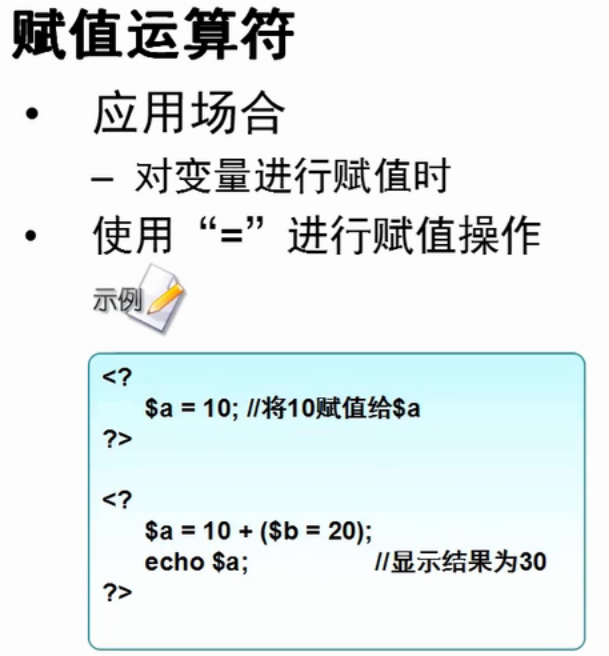 赋值运算符
• 应用场合
– 对变量进行赋值时
• 使用“=”进行赋值操作
示例
<?
$a = 10; //将10赋值给$a
?>
<?
$a = 10 + ($b = 20);
echo $a; //显示结果为30
?>